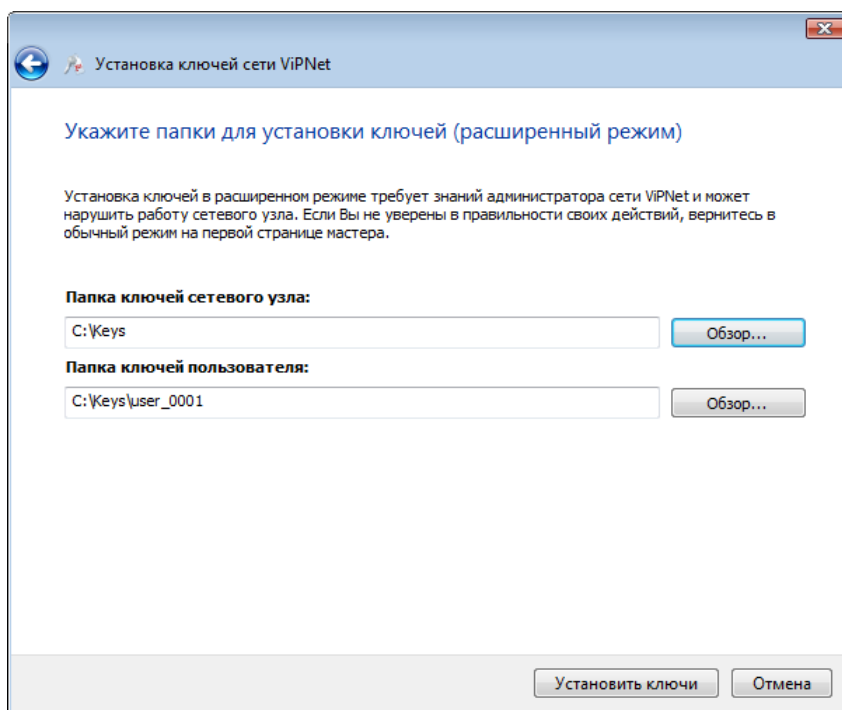 Установка ключей сети ViPNet
Укажите папки для установки ключей (расширенный режим)
Установка ключей в расширенном режиме требует знаний администратора сети ViPNet и может
нарушить работу сетевого узла. Если Вы не уверены в правильности своих действий, вернитесь в
обычный режим на первой странице мастера.
Папка ключей сетевого узла:
C:\Keys
Обзор...
Папка ключей пользователя:
C:\Keys\user_0001
Обзор...
Установить ключи
Отмена